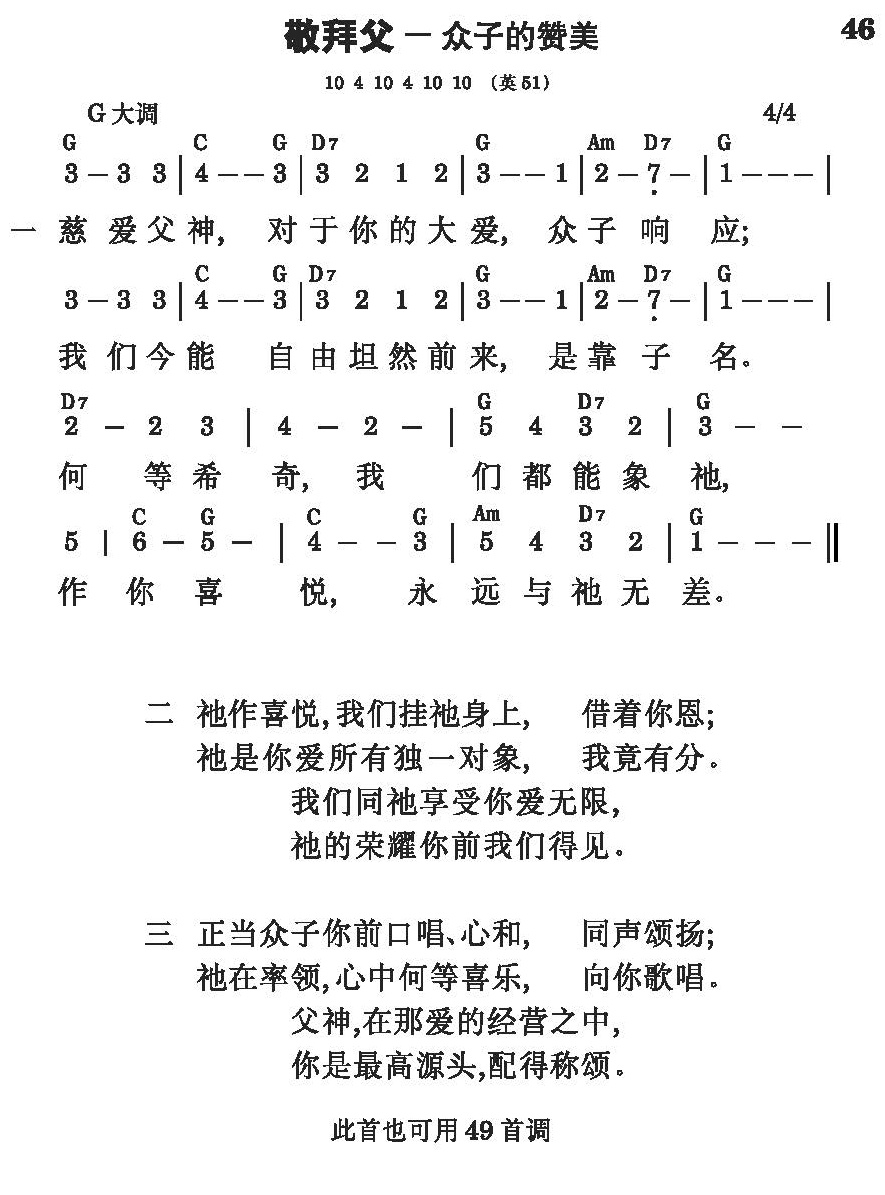 敬拜父－众子的赞美 46
10 4 10 4 10 10 （英51）
G大调 4/4
G C G D7 G Am D7 G
3 – 3 3 | 4 – – 3 | 3 2 1 2 | 3 – – 1 | 2 – 7̣ – | 1 – – – |
一 慈爱父神, 对于你的大爱, 众子响应;
C G D7 G Am D7 G
3 – 3 3 | 4 – – 3 | 3 2 1 2 | 3 – – 1 | 2 – 7̣ – | 1 – – – |
我们今能 自由坦然前来, 是靠子名。
D7 G D7 G
2 – 2 3 | 4 – 2 – | 5 4 3 2 | 3 – –
何等希奇, 我们都能象祂,
C G C G Am D7 G
5 | 6 – 5 – | 4 – – 3 | 5 4 3 2 | 1 – – – ‖
作你喜悦, 永远与祂无差。
二 祂作喜悦,我们挂祂身上, 借着你恩;
祂是你爱所有独一对象, 我竟有分。
我们同祂享受你爱无限,
祂的荣耀你前我们得见。
三 正当众子你前口唱、心和, 同声颂扬;
祂在率领,心中何等喜乐, 向你歌唱。
父神,在那爱的经营之中,
你是最高源头,配得称颂。
此首也可用49首调